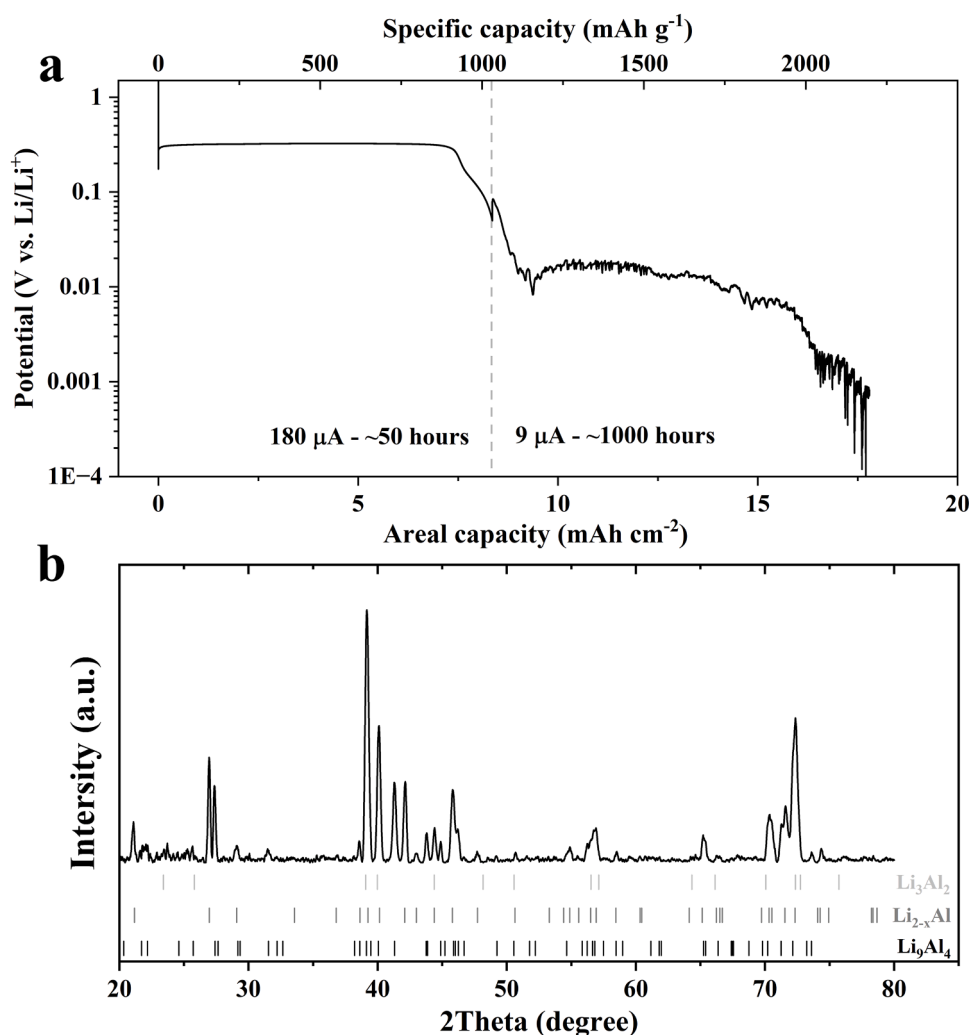 Specific capacity (mAh g⁻¹)
a
0 500 1000 1500 2000
1
0.1
0.01
0.001
1E−4
Potential (V vs. Li/Li⁺)
180 μA - ~50 hours
9 μA - ~1000 hours
0 5 10 15 20
Areal capacity (mAh cm⁻²)
b
Intersity (a.u.)
Li₃Al₂
Li₂₋ₓAl
Li₉Al₄
20 30 40 50 60 70 80
2Theta (degree)